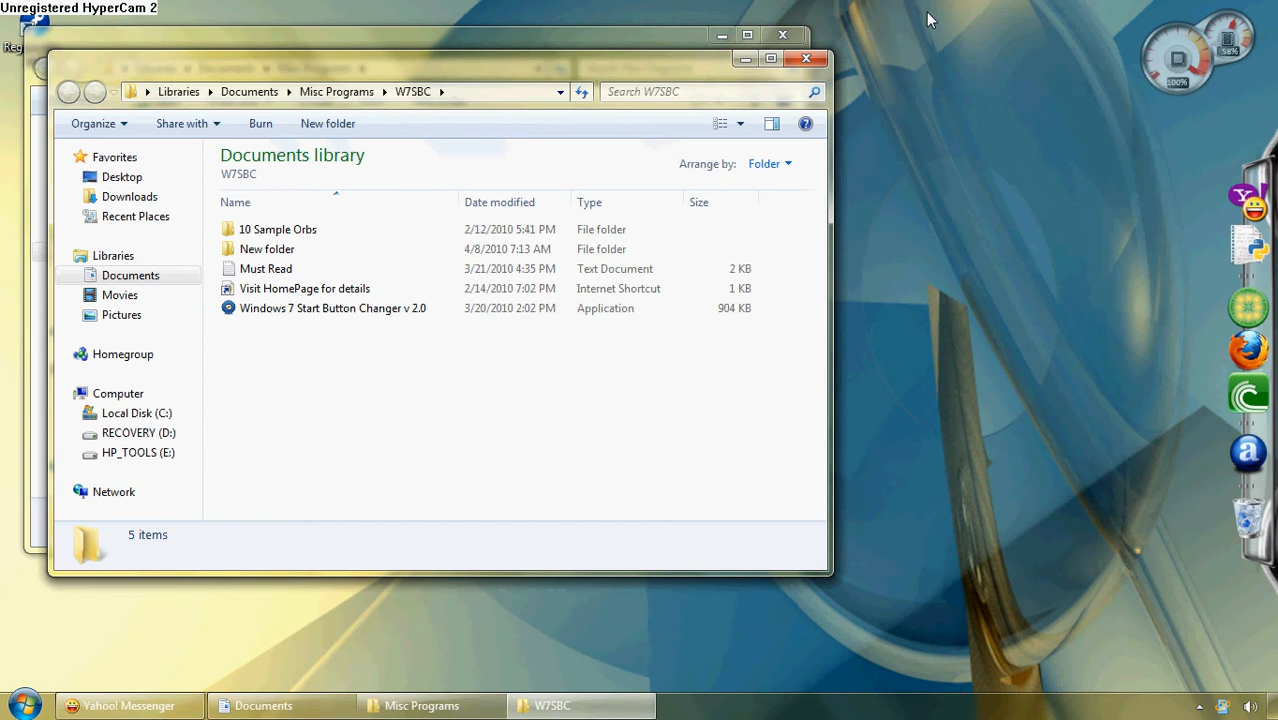 Unregistered HyperCam 2
Reg
58%
100%
Libraries Documents Misc Programs W7SBC
Search W7SBC
Organize Share with Burn New folder
Documents library
W7SBC
Arrange by: Folder
Name Date modified Type Size
10 Sample Orbs 2/12/2010 5:41 PM File folder
New folder 4/8/2010 7:13 AM File folder
Must Read 3/21/2010 4:35 PM Text Document 2 KB
Visit HomePage for details 2/14/2010 7:02 PM Internet Shortcut 1 KB
Windows 7 Start Button Changer v 2.0 3/20/2010 2:02 PM Application 904 KB
Favorites
Desktop
Downloads
Recent Places
Libraries
Documents
Movies
Pictures
Homegroup
Computer
Local Disk (C:)
RECOVERY (D:)
HP_TOOLS (E:)
Network
5 items
Yahoo! Messenger Documents Misc Programs W7SBC